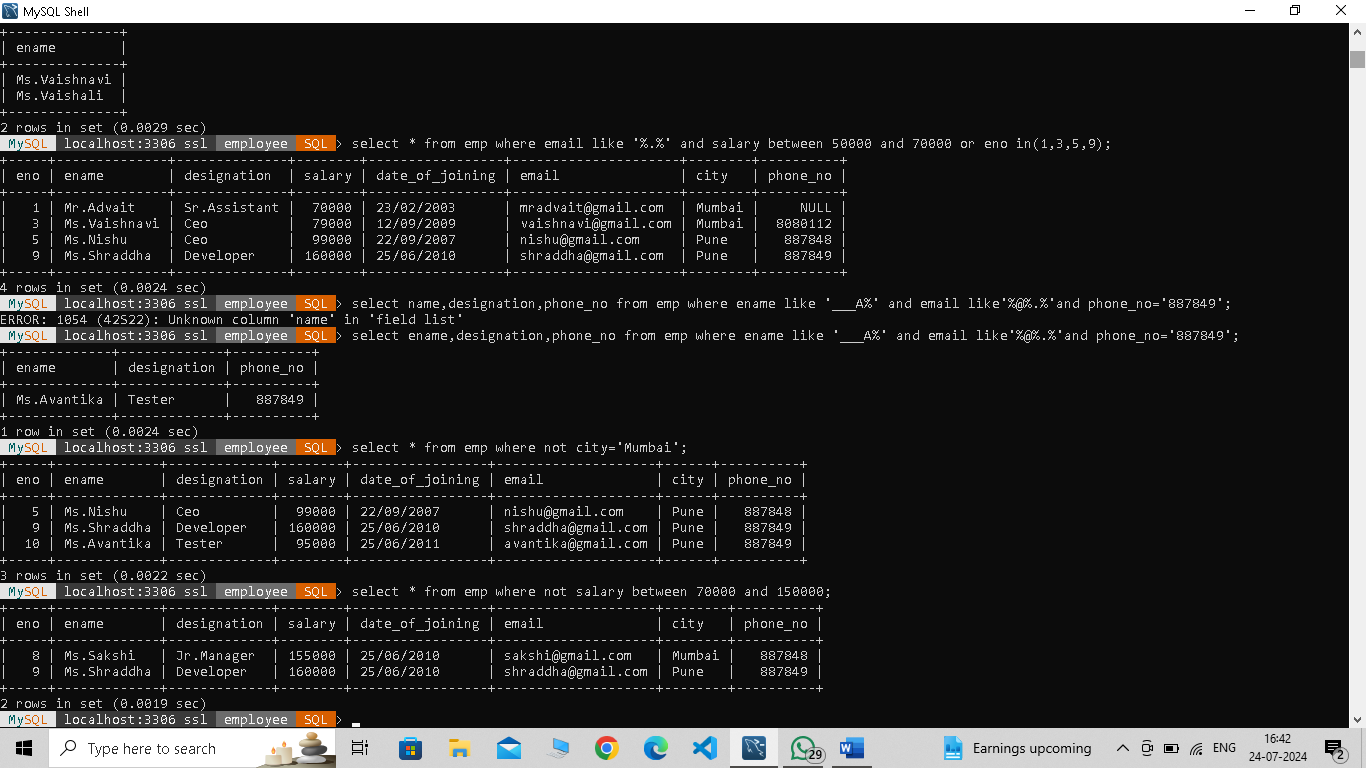 MySQL Shell
+--------------+
| ename        |
+--------------+
| Ms.Vaishnavi |
| Ms.Vaishali  |
+--------------+
2 rows in set (0.0029 sec)
MySQL localhost:3306 ssl employee SQL > select * from emp where email like '%.%' and salary between 50000 and 70000 or eno in(1,3,5,9);
+-----+--------------+--------------+--------+-----------------+---------------------+--------+----------+
| eno | ename        | designation  | salary | date_of_joining | email               | city   | phone_no |
+-----+--------------+--------------+--------+-----------------+---------------------+--------+----------+
|   1 | Mr.Advait    | Sr.Assistant |  70000 | 23/02/2003      | mradvait@gmail.com  | Mumbai |     NULL |
|   3 | Ms.Vaishnavi | Ceo          |  79000 | 12/09/2009      | vaishnavi@gmail.com | Mumbai |  8080112 |
|   5 | Ms.Nishu     | Ceo          |  99000 | 22/09/2007      | nishu@gmail.com     | Pune   |   887848 |
|   9 | Ms.Shraddha  | Developer    | 160000 | 25/06/2010      | shraddha@gmail.com  | Pune   |   887849 |
+-----+--------------+--------------+--------+-----------------+---------------------+--------+----------+
4 rows in set (0.0024 sec)
MySQL localhost:3306 ssl employee SQL > select name,designation,phone_no from emp where ename like '___A%' and email like'%@%.%'and phone_no='887849';
ERROR: 1054 (42S22): Unknown column 'name' in 'field list'
MySQL localhost:3306 ssl employee SQL > select ename,designation,phone_no from emp where ename like '___A%' and email like'%@%.%'and phone_no='887849';
+-------------+-------------+----------+
| ename       | designation | phone_no |
+-------------+-------------+----------+
| Ms.Avantika | Tester      |   887849 |
+-------------+-------------+----------+
1 row in set (0.0024 sec)
MySQL localhost:3306 ssl employee SQL > select * from emp where not city='Mumbai';
+-----+-------------+-------------+--------+-----------------+--------------------+------+----------+
| eno | ename       | designation | salary | date_of_joining | email              | city | phone_no |
+-----+-------------+-------------+--------+-----------------+--------------------+------+----------+
|   5 | Ms.Nishu    | Ceo         |  99000 | 22/09/2007      | nishu@gmail.com    | Pune |   887848 |
|   9 | Ms.Shraddha | Developer   | 160000 | 25/06/2010      | shraddha@gmail.com | Pune |   887849 |
|  10 | Ms.Avantika | Tester      |  95000 | 25/06/2011      | avantika@gmail.com | Pune |   887849 |
+-----+-------------+-------------+--------+-----------------+--------------------+------+----------+
3 rows in set (0.0022 sec)
MySQL localhost:3306 ssl employee SQL > select * from emp where not salary between 70000 and 150000;
+-----+-------------+-------------+--------+-----------------+--------------------+--------+----------+
| eno | ename       | designation | salary | date_of_joining | email              | city   | phone_no |
+-----+-------------+-------------+--------+-----------------+--------------------+--------+----------+
|   8 | Ms.Sakshi   | Jr.Manager  | 155000 | 25/06/2010      | sakshi@gmail.com   | Mumbai |   887848 |
|   9 | Ms.Shraddha | Developer   | 160000 | 25/06/2010      | shraddha@gmail.com | Pune   |   887849 |
+-----+-------------+-------------+--------+-----------------+--------------------+--------+----------+
2 rows in set (0.0019 sec)
MySQL localhost:3306 ssl employee SQL >
Type here to search
29
Earnings upcoming
ENG
16:42
24-07-2024
2